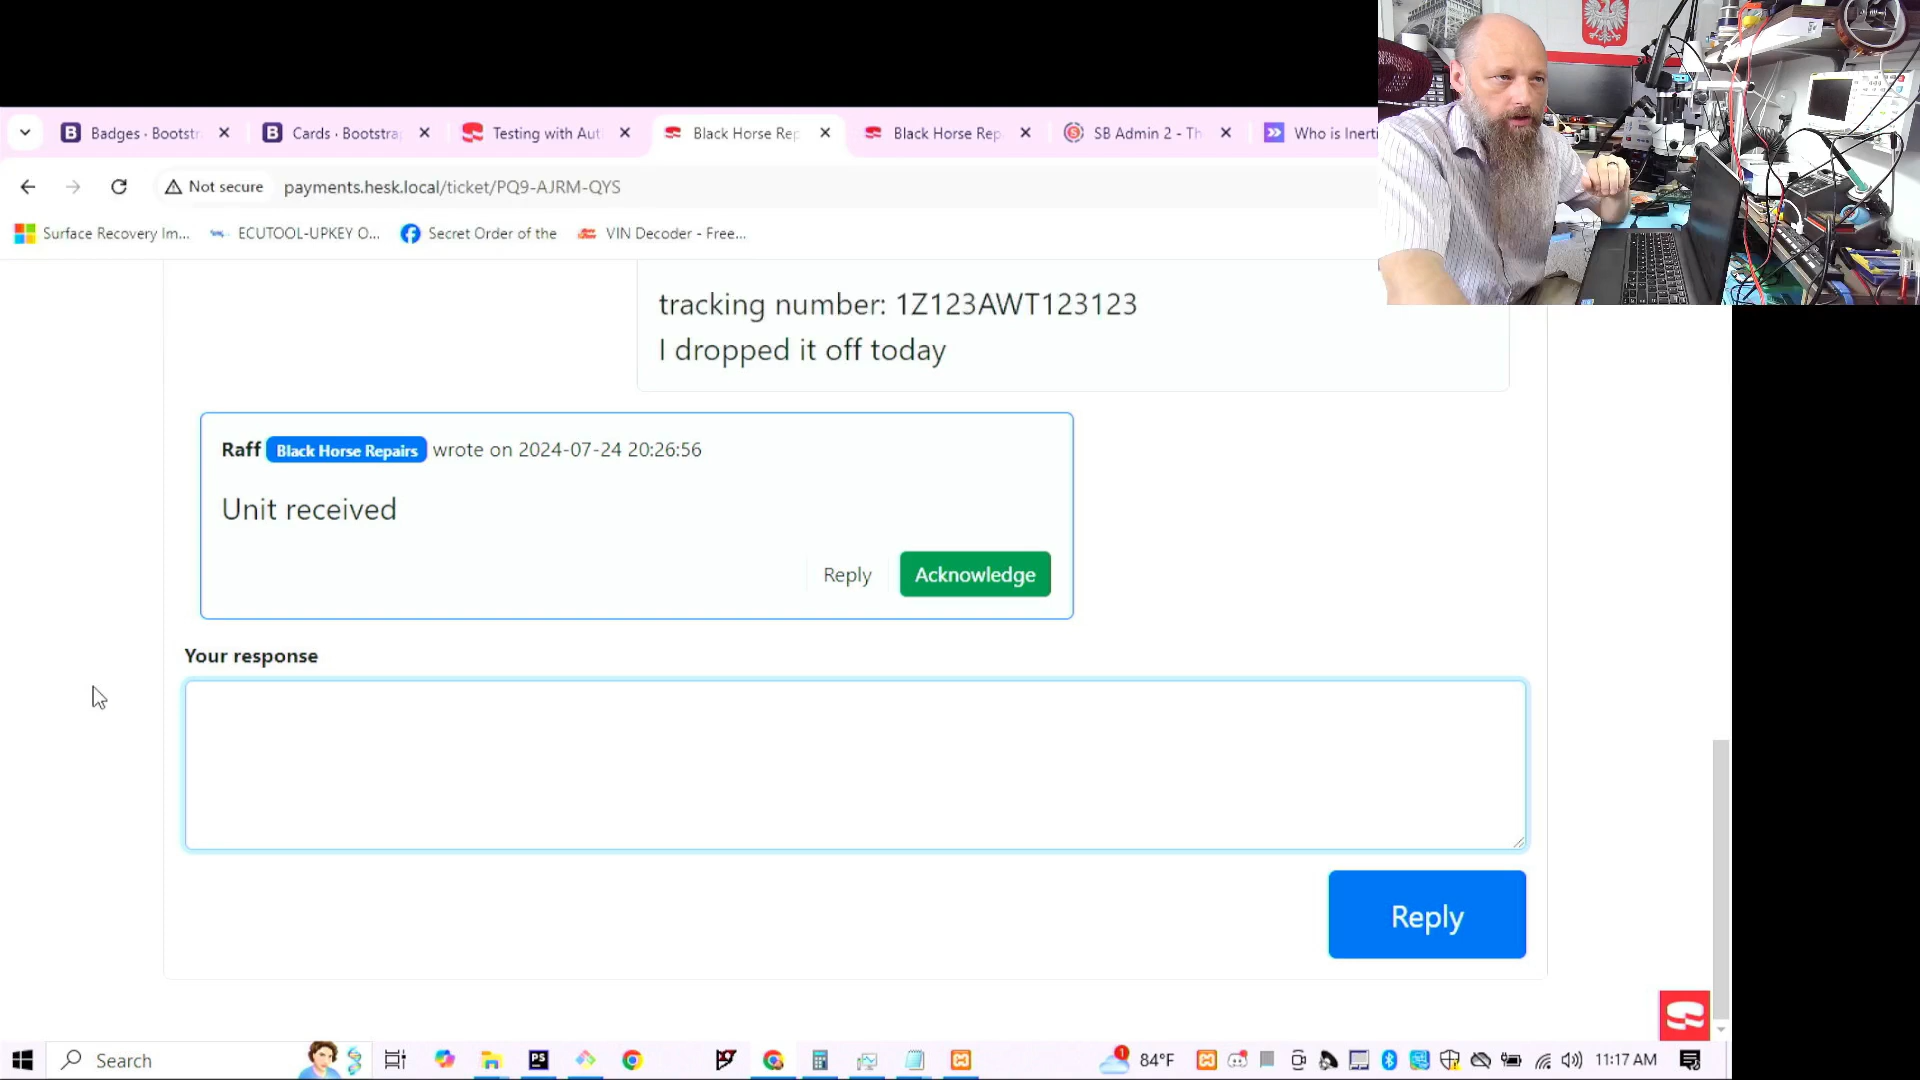 Badges · Bootstr
Cards · Bootstra
Testing with Aut
Black Horse Rep
Black Horse Rep
SB Admin 2 - Th
Who is Inerti
Not secure
payments.hesk.local/ticket/PQ9-AJRM-QYS
Surface Recovery Im...
ECUTOOL-UPKEY O...
Secret Order of the
VIN Decoder - Free...
tracking number: 1Z123AWT123123
I dropped it off today
Raff Black Horse Repairs wrote on 2024-07-24 20:26:56
Unit received
Reply
Acknowledge
Your response
Reply
Search
PS
1
84°F
11:17 AM